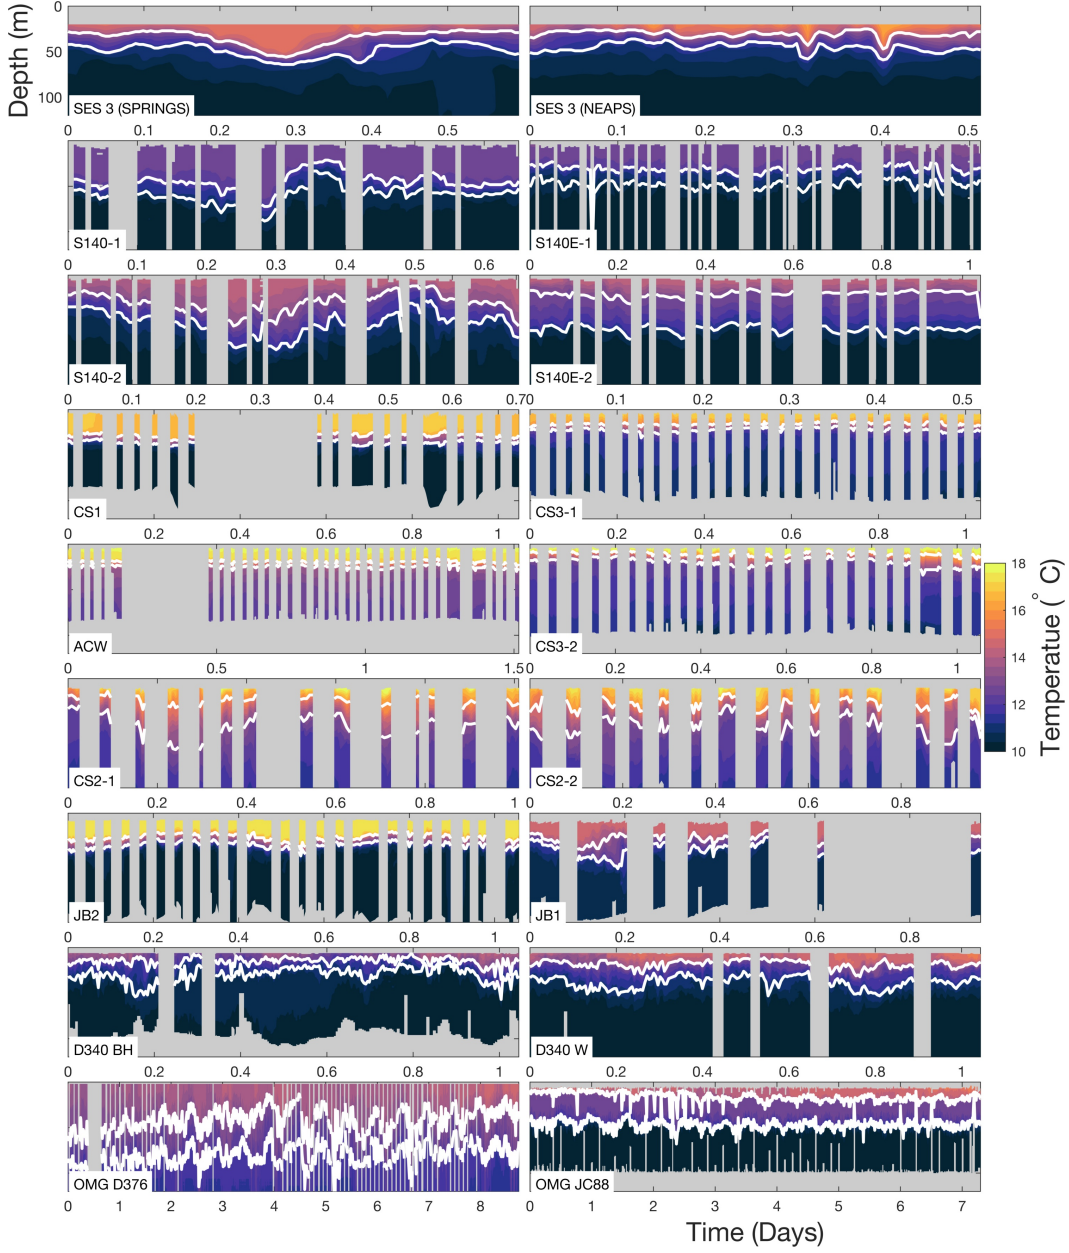 Depth (m)
0
50
100
SES 3 (SPRINGS)
SES 3 (NEAPS)
0 0.1 0.2 0.3 0.4 0.5
0 0.1 0.2 0.3 0.4 0.5
S140-1
S140E-1
0 0.1 0.2 0.3 0.4 0.5 0.6
0 0.2 0.4 0.6 0.8 1
S140-2
S140E-2
0 0.1 0.2 0.3 0.4 0.5 0.6 0.70
0.1 0.2 0.3 0.4 0.5
CS1
CS3-1
0 0.2 0.4 0.6 0.8 1
0 0.2 0.4 0.6 0.8 1
ACW
CS3-2
0 0.5 1 1.5 0
0.2 0.4 0.6 0.8 1
CS2-1
CS2-2
0 0.2 0.4 0.6 0.8 1
0 0.2 0.4 0.6 0.8
JB2
JB1
0 0.2 0.4 0.6 0.8 1 0
0.2 0.4 0.6 0.8
D340 BH
D340 W
0 0.2 0.4 0.6 0.8 1
0 0.2 0.4 0.6 0.8 1
OMG D376
OMG JC88
0 1 2 3 4 5 6 7 8
0 1 2 3 4 5 6 7
Time (Days)
18
16
14
12
10
Temperatue (° C)